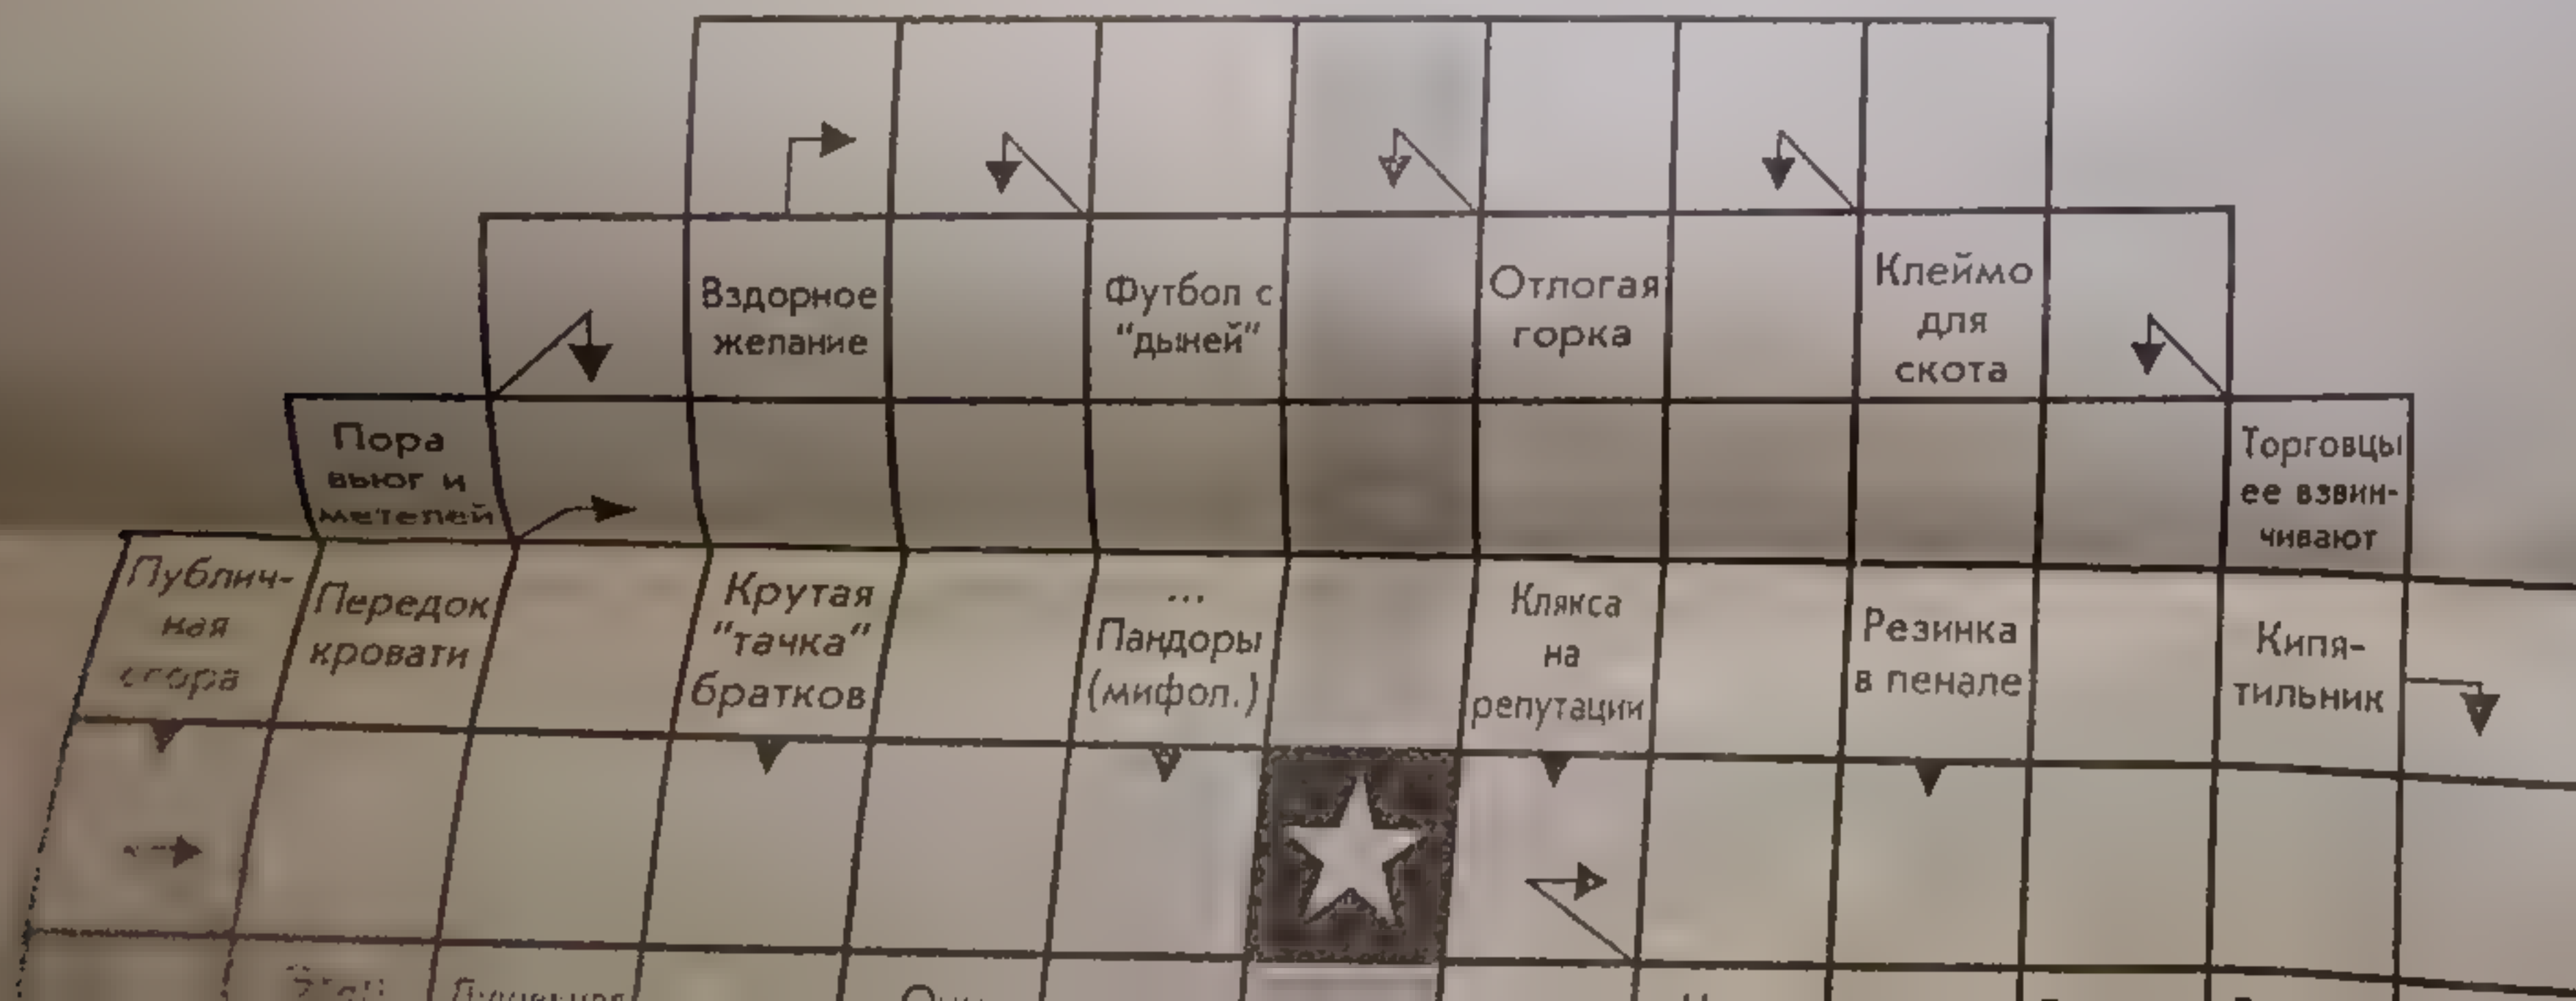 Вздорное
желание
Футбол с
"дыней"
Отлогая
горка
Клеймо
для
скота
Пора
вьюг и
метелей
Торговцы
ее взвин-
чивают
Публич-
ная
ссора
Передок
кровати
Крутая
"тачка"
братков
...
Пандоры
(мифол.)
Клякса
на
репутации
Резинка
в пенале
Кипя-
тильник